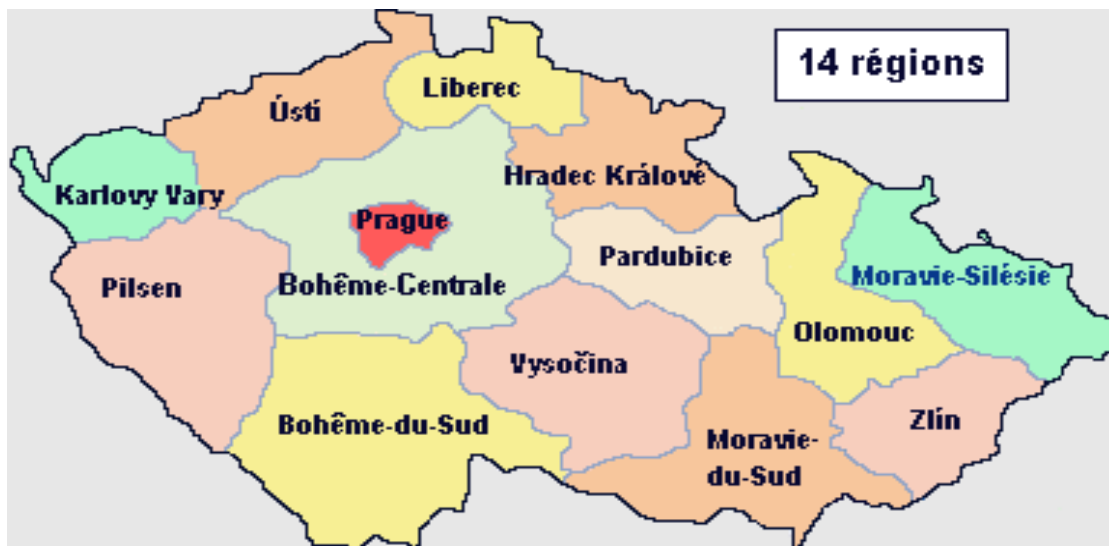 14 régions
Liberec
Ústí
Hradec Králové
Karlovy Vary
Prague
Pardubice
Moravie-Silésie
Pilsen
Bohême-Centrale
Olomouc
Vysočina
Zlín
Bohême-du-Sud
Moravie-
du-Sud